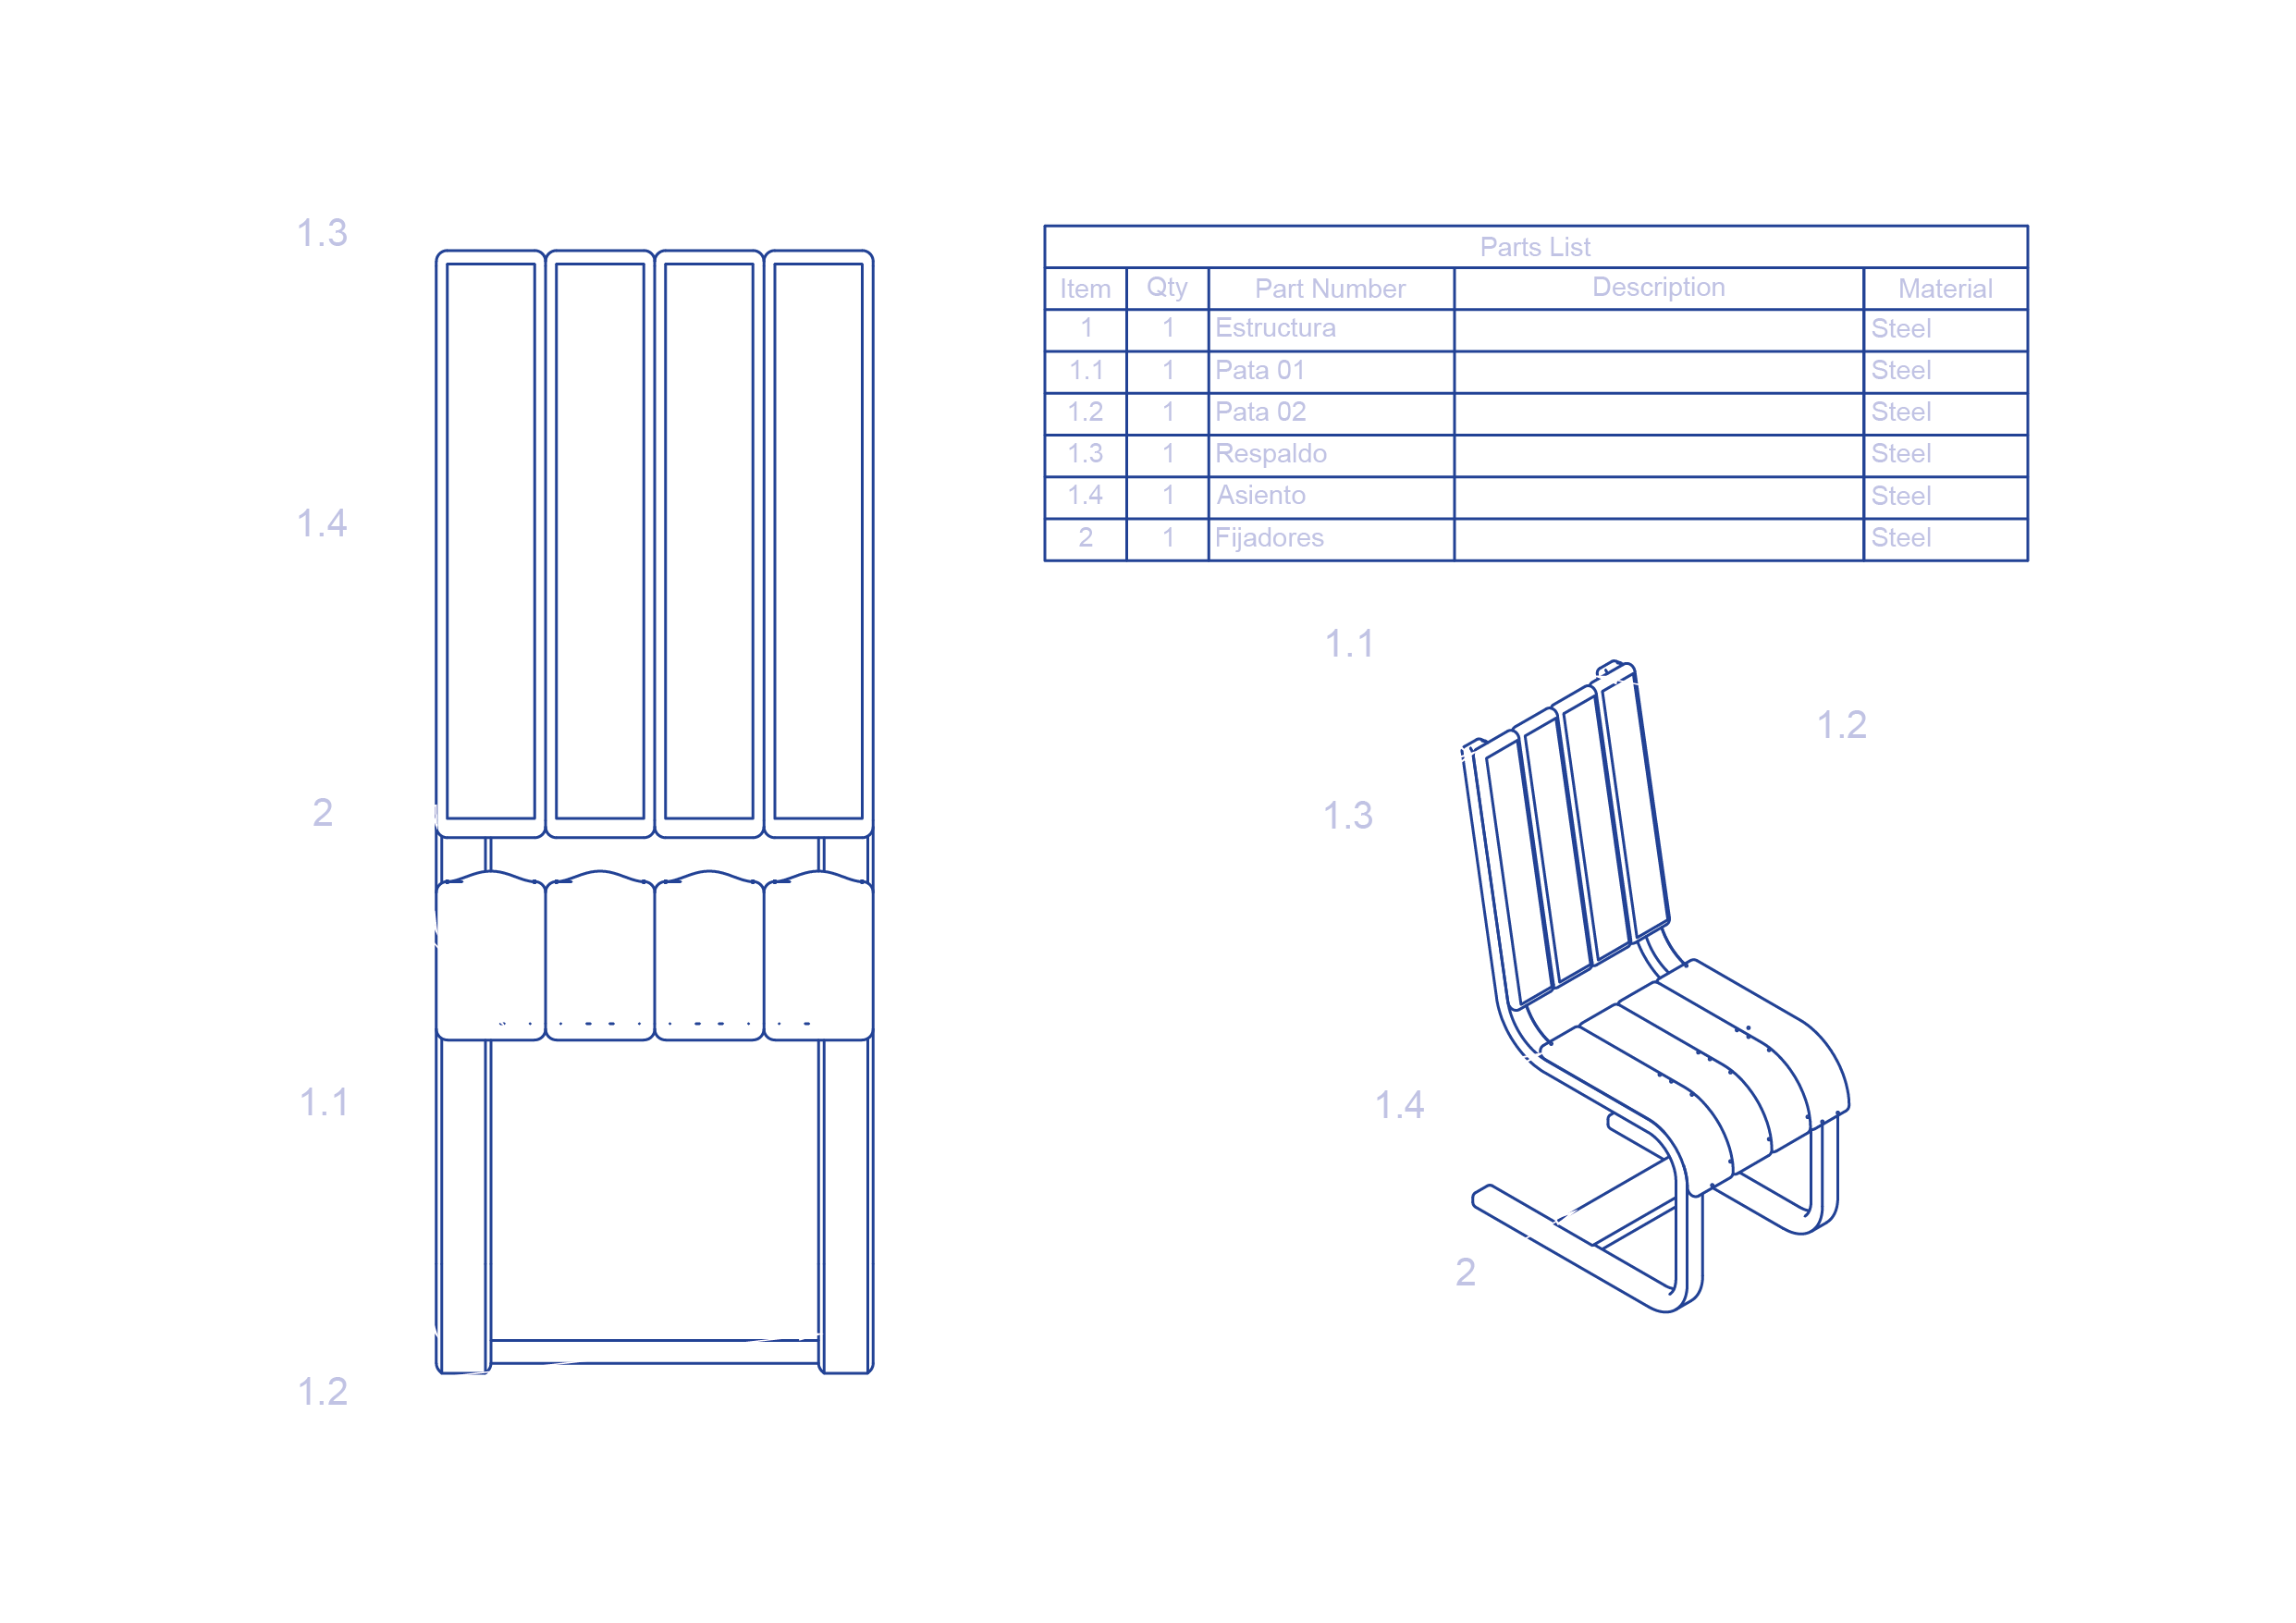 1.3
1.4
2
1.1
1.2
Parts List
Item Qty Part Number Description Material
1 1 Estructura Steel
1.1 1 Pata 01 Steel
1.2 1 Pata 02 Steel
1.3 1 Respaldo Steel
1.4 1 Asiento Steel
2 1 Fijadores Steel
1.1
1.2
1.3
1.4
2